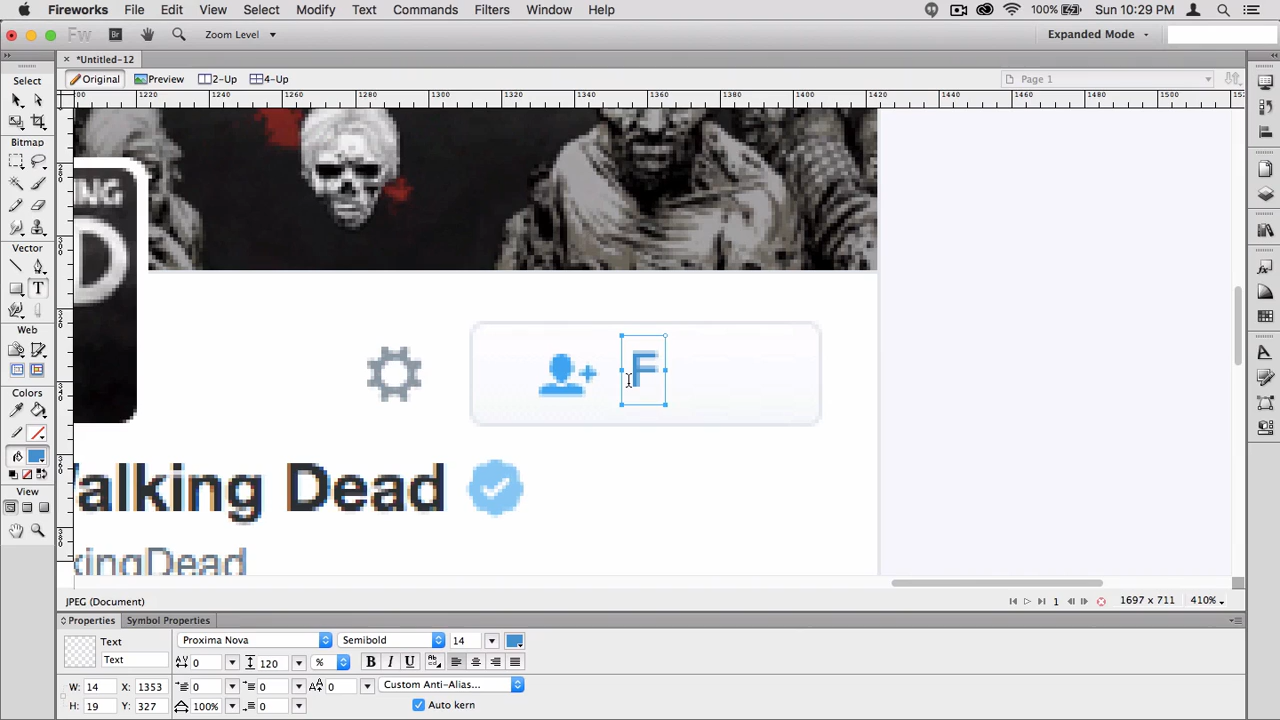 Fireworks File Edit View Select Modify Text Commands Filters Window Help 100% Sun 10:29 PM
Fw Br Zoom Level Expanded Mode
× *Untitled-12
Original Preview 2-Up 4-Up Page 1
1220 1240 1260 1280 1300 1320 1340 1360 1380 1400 1420 1440 1460 1480 1500
Select
Bitmap
Vector
Web
Colors
View
F
alking Dead
kingDead
JPEG (Document) 1 1697 x 711 410%
Properties Symbol Properties
Text Proxima Nova Semibold 14
Text 0 120 % B I U
W: 14 X: 1353 0 0 0 Custom Anti-Alias...
H: 19 Y: 327 100% 0 Auto kern